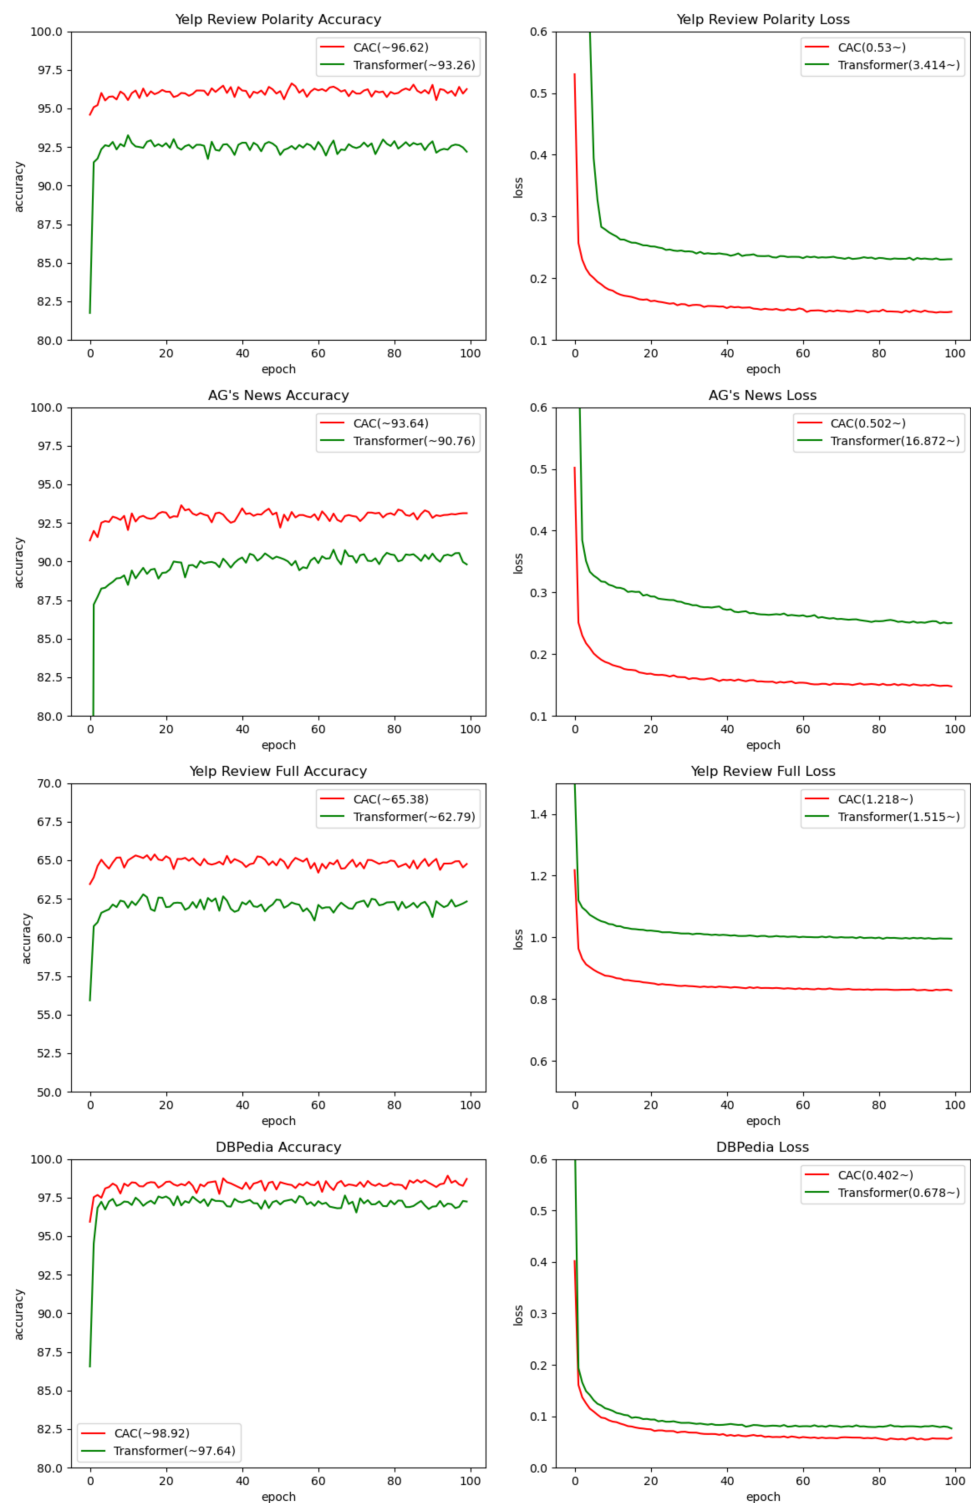 Yelp Review Polarity Accuracy
100.0
97.5
95.0
92.5
90.0
87.5
85.0
82.5
80.0
accuracy
CAC(~96.62)
Transformer(~93.26)
0 20 40 60 80 100
epoch
Yelp Review Polarity Loss
0.6
0.5
0.4
0.3
0.2
0.1
loss
CAC(0.53~)
Transformer(3.414~)
0 20 40 60 80 100
epoch
AG's News Accuracy
100.0
97.5
95.0
92.5
90.0
87.5
85.0
82.5
80.0
accuracy
CAC(~93.64)
Transformer(~90.76)
0 20 40 60 80 100
epoch
AG's News Loss
0.6
0.5
0.4
0.3
0.2
0.1
loss
CAC(0.502~)
Transformer(16.872~)
0 20 40 60 80 100
epoch
Yelp Review Full Accuracy
70.0
67.5
65.0
62.5
60.0
57.5
55.0
52.5
50.0
accuracy
CAC(~65.38)
Transformer(~62.79)
0 20 40 60 80 100
epoch
Yelp Review Full Loss
1.4
1.2
1.0
0.8
0.6
loss
CAC(1.218~)
Transformer(1.515~)
0 20 40 60 80 100
epoch
DBPedia Accuracy
100.0
97.5
95.0
92.5
90.0
87.5
85.0
82.5
80.0
accuracy
CAC(~98.92)
Transformer(~97.64)
0 20 40 60 80 100
epoch
DBPedia Loss
0.6
0.5
0.4
0.3
0.2
0.1
0.0
loss
CAC(0.402~)
Transformer(0.678~)
0 20 40 60 80 100
epoch